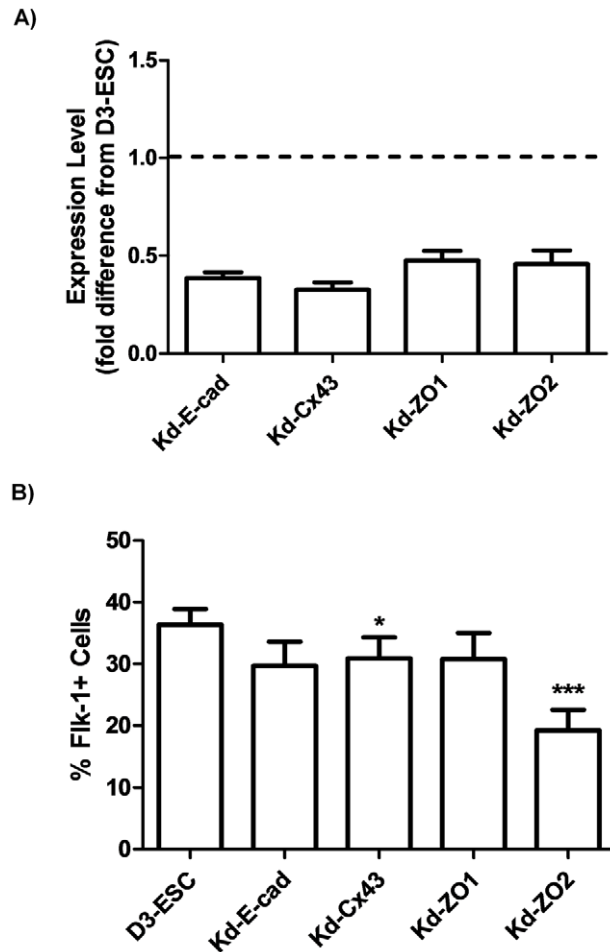 A)
Expression Level
(fold difference from D3-ESC)
1.5
1.0
0.5
0.0
Kd-E-cad
Kd-Cx43
Kd-ZO1
Kd-ZO2
B)
% Flk-1+ Cells
50
40
30
20
10
0
*
***
D3-ESC
Kd-E-cad
Kd-Cx43
Kd-ZO1
Kd-ZO2